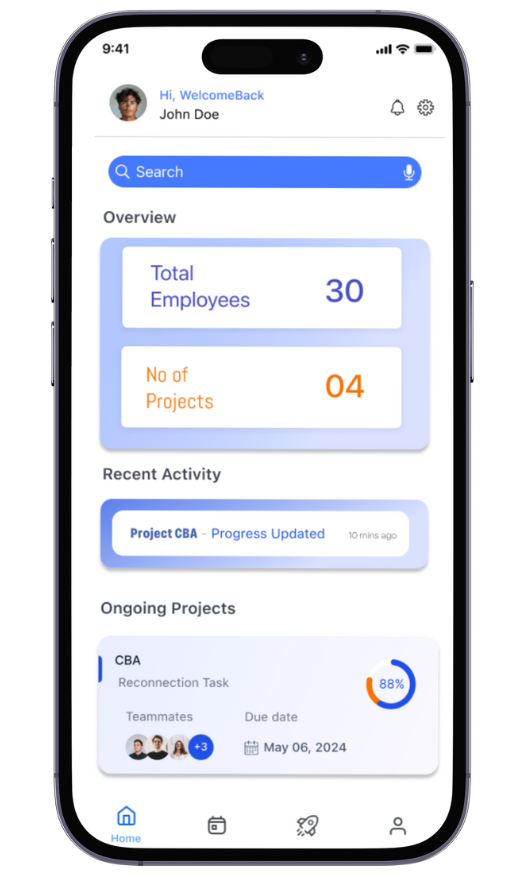 9:41
Hi, WelcomeBack
John Doe
Search
Overview
Total
Employees
30
No of
Projects
04
Recent Activity
Project CBA - Progress Updated 10 mins ago
Ongoing Projects
CBA
Reconnection Task
88%
Teammates Due date
+3 May 06, 2024
Home